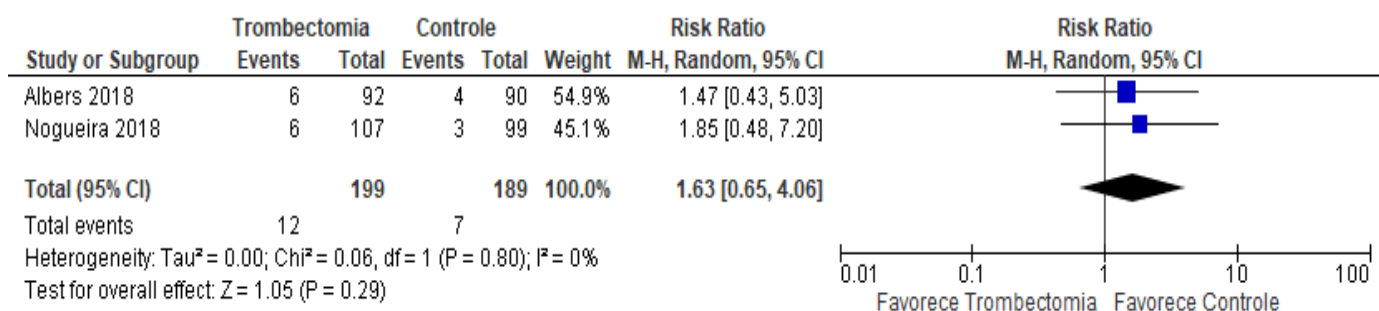 Trombectomia Controle Risk Ratio Risk Ratio
Study or Subgroup Events Total Events Total Weight M-H, Random, 95% CI M-H, Random, 95% CI
Albers 2018 6 92 4 90 54.9% 1.47 [0.43, 5.03]
Nogueira 2018 6 107 3 99 45.1% 1.85 [0.48, 7.20]
Total (95% CI) 199 189 100.0% 1.63 [0.65, 4.06]
Total events 12 7
Heterogeneity: Tau² = 0.00; Chi² = 0.06, df = 1 (P = 0.80); I² = 0%
Test for overall effect: Z = 1.05 (P = 0.29)
0.01 0.1 1 10 100
Favorece Trombectomia Favorece Controle